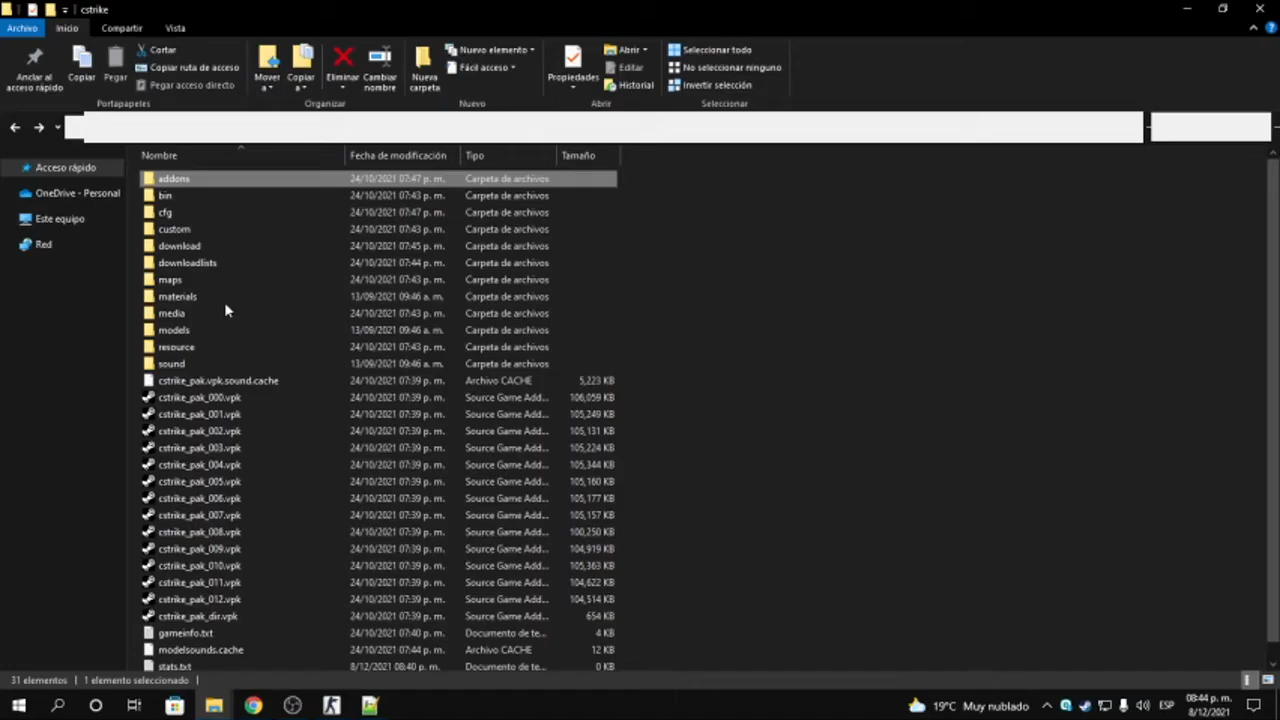 cstrike
Archivo Inicio Compartir Vista
Anclar al acceso rápido
Copiar
Pegar
Cortar
Copiar ruta de acceso
Pegar acceso directo
Portapapeles
Mover a
Copiar a
Eliminar
Cambiar nombre
Organizar
Nueva carpeta
Nuevo elemento
Fácil acceso
Nuevo
Propiedades
Abrir
Editar
Historial
Abrir
Seleccionar todo
No seleccionar ninguno
Invertir selección
Seleccionar
Acceso rápido
OneDrive - Personal
Este equipo
Red
Nombre Fecha de modificación Tipo Tamaño
addons 24/10/2021 07:47 p. m. Carpeta de archivos
bin 24/10/2021 07:43 p. m. Carpeta de archivos
cfg 24/10/2021 07:47 p. m. Carpeta de archivos
custom 24/10/2021 07:43 p. m. Carpeta de archivos
download 24/10/2021 07:45 p. m. Carpeta de archivos
downloadlists 24/10/2021 07:44 p. m. Carpeta de archivos
maps 24/10/2021 07:43 p. m. Carpeta de archivos
materials 13/09/2021 09:46 a. m. Carpeta de archivos
media 24/10/2021 07:43 p. m. Carpeta de archivos
models 13/09/2021 09:46 a. m. Carpeta de archivos
resource 24/10/2021 07:43 p. m. Carpeta de archivos
sound 13/09/2021 09:46 a. m. Carpeta de archivos
cstrike_pak.vpk.sound.cache 24/10/2021 07:39 p. m. Archivo CACHE 5,223 KB
cstrike_pak_000.vpk 24/10/2021 07:39 p. m. Source Game Add... 106,059 KB
cstrike_pak_001.vpk 24/10/2021 07:39 p. m. Source Game Add... 105,249 KB
cstrike_pak_002.vpk 24/10/2021 07:39 p. m. Source Game Add... 105,131 KB
cstrike_pak_003.vpk 24/10/2021 07:39 p. m. Source Game Add... 105,224 KB
cstrike_pak_004.vpk 24/10/2021 07:39 p. m. Source Game Add... 105,344 KB
cstrike_pak_005.vpk 24/10/2021 07:39 p. m. Source Game Add... 105,160 KB
cstrike_pak_006.vpk 24/10/2021 07:39 p. m. Source Game Add... 105,177 KB
cstrike_pak_007.vpk 24/10/2021 07:39 p. m. Source Game Add... 105,157 KB
cstrike_pak_008.vpk 24/10/2021 07:39 p. m. Source Game Add... 100,250 KB
cstrike_pak_009.vpk 24/10/2021 07:39 p. m. Source Game Add... 104,919 KB
cstrike_pak_010.vpk 24/10/2021 07:39 p. m. Source Game Add... 105,363 KB
cstrike_pak_011.vpk 24/10/2021 07:39 p. m. Source Game Add... 104,622 KB
cstrike_pak_012.vpk 24/10/2021 07:39 p. m. Source Game Add... 104,514 KB
cstrike_pak_dir.vpk 24/10/2021 07:39 p. m. Source Game Add... 654 KB
gameinfo.txt 24/10/2021 07:40 p. m. Documento de te... 4 KB
modelsounds.cache 24/10/2021 07:40 p. m. Archivo CACHE 12 KB
stats.txt 8/12/2021 08:40 p. m. Documento de te... 0 KB
31 elementos 1 elemento seleccionado
19°C Muy nublado
ESP
08:44 p. m.
8/12/2021